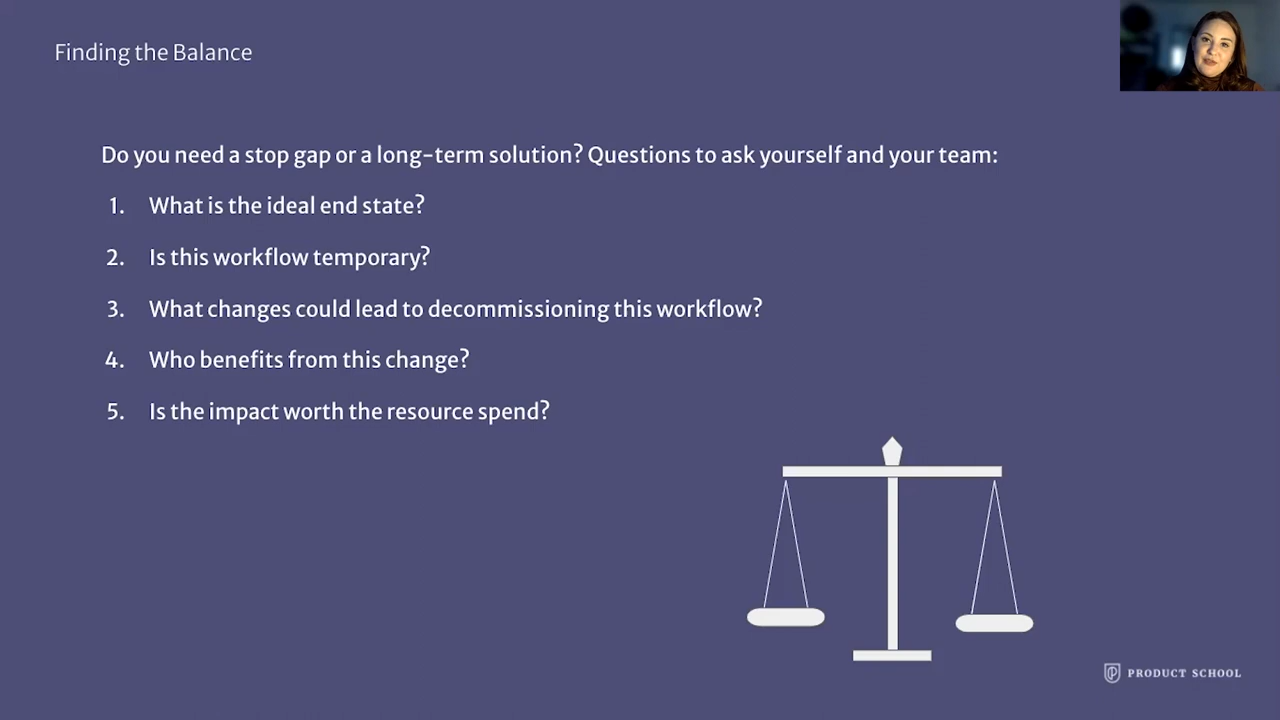 Finding the Balance
Do you need a stop gap or a long-term solution? Questions to ask yourself and your team:
1. What is the ideal end state?
2. Is this workflow temporary?
3. What changes could lead to decommissioning this workflow?
4. Who benefits from this change?
5. Is the impact worth the resource spend?
PRODUCT SCHOOL